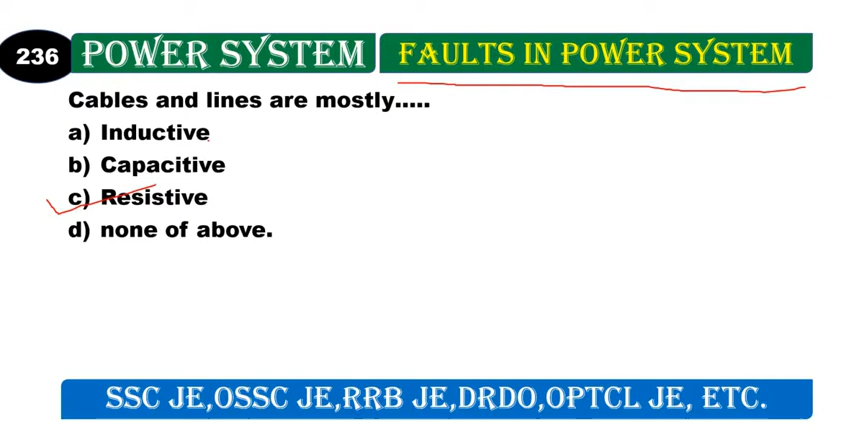 236 POWER SYSTEM FAULTS IN POWER SYSTEM
Cables and lines are mostly.....
a) Inductive
b) Capacitive
c) Resistive
d) none of above.
SSC JE,OSSC JE,RRB JE,DRDO,OPTCL JE, ETC.